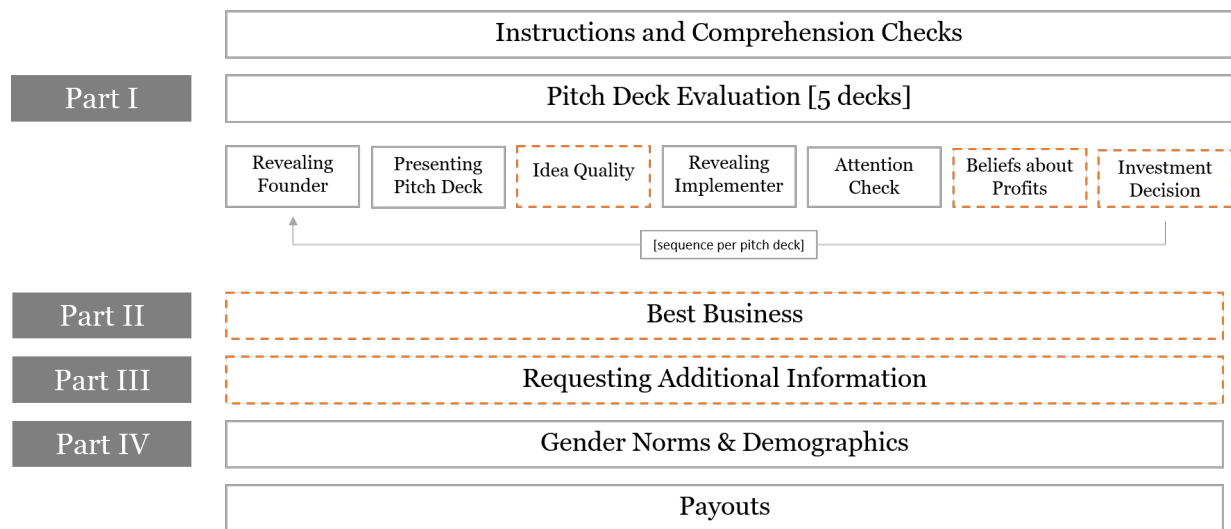 Instructions and Comprehension Checks
Part I
Pitch Deck Evaluation [5 decks]
Revealing
Founder
Presenting
Pitch Deck
Idea Quality
Revealing
Implementer
Attention
Check
Beliefs about
Profits
Investment
Decision
[sequence per pitch deck]
Part II
Best Business
Part III
Requesting Additional Information
Part IV
Gender Norms & Demographics
Payouts